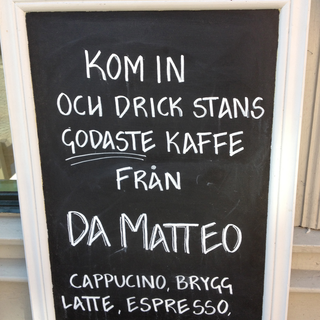 KOM IN
OCH DRICK STANS
GODASTE KAFFE
FRÅN
DA MATTEO
CAPPUCINO, BRYGG
LATTE, ESPRESSO,